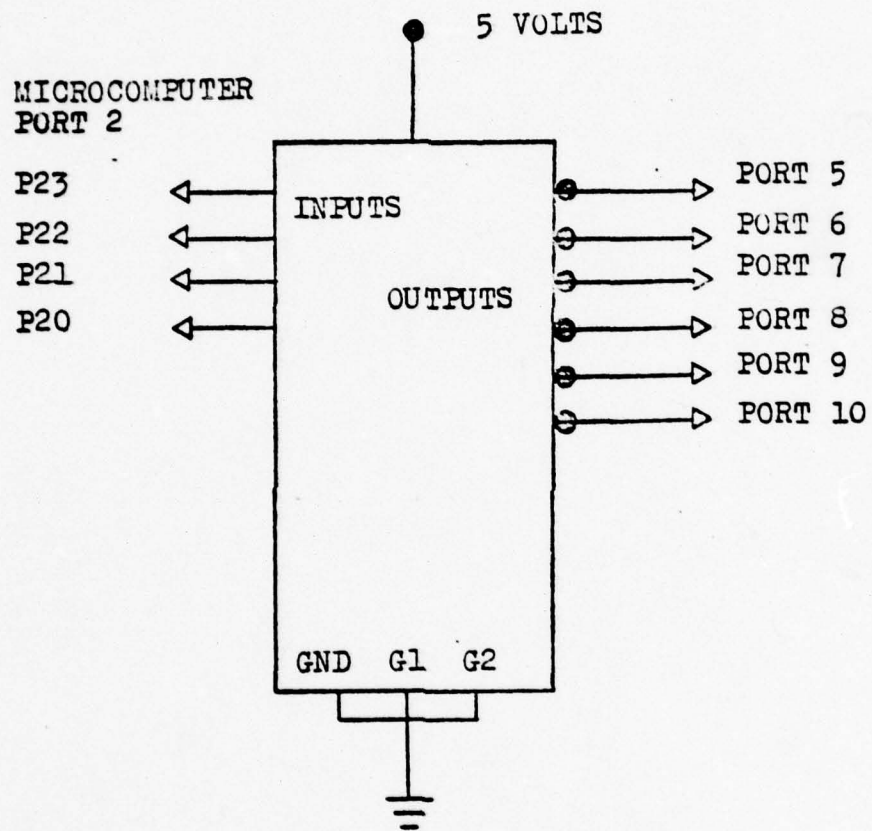 5 VOLTS
MICROCOMPUTER
PORT 2
P23
P22
P21
P20
INPUTS
OUTPUTS
PORT 5
PORT 6
PORT 7
PORT 8
PORT 9
PORT 10
GND G1 G2